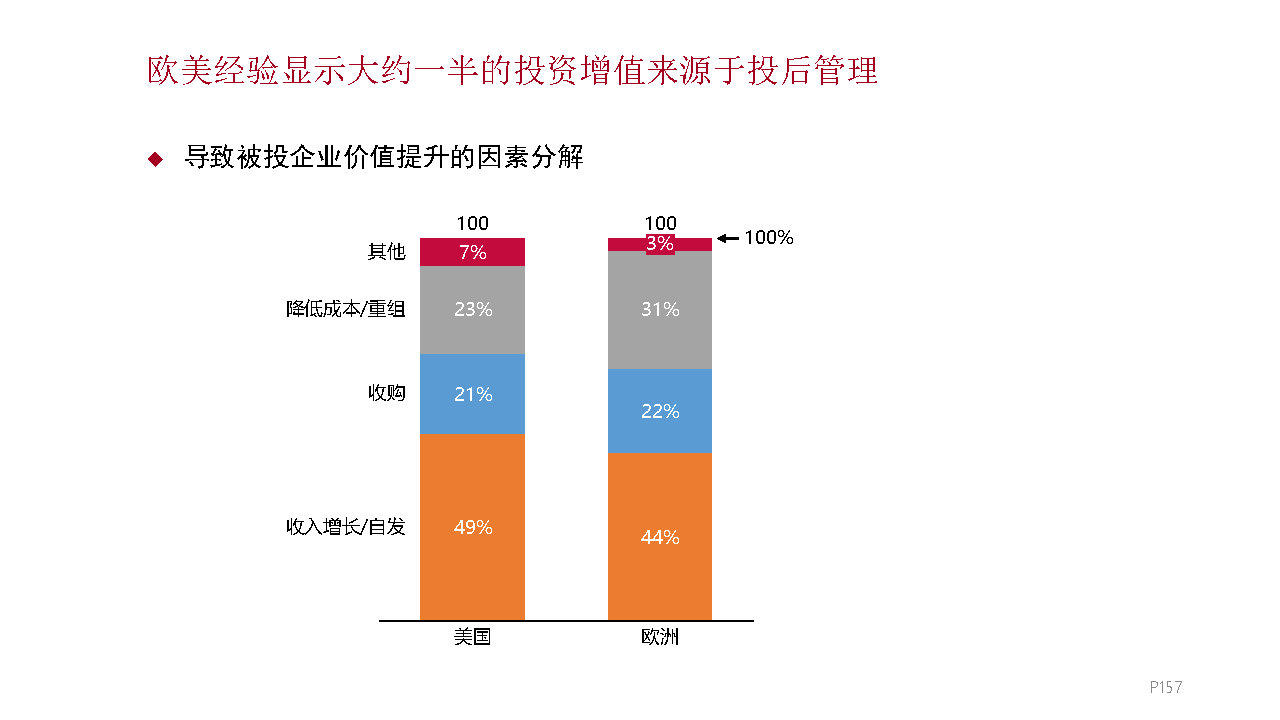 欧美经验显示大约一半的投资增值来源于投后管理
◆ 导致被投企业价值提升的因素分解
100 100
100%
其他 7% 3%
降低成本/重组 23% 31%
收购 21% 22%
收入增长/自发 49% 44%
美国 欧洲
P157